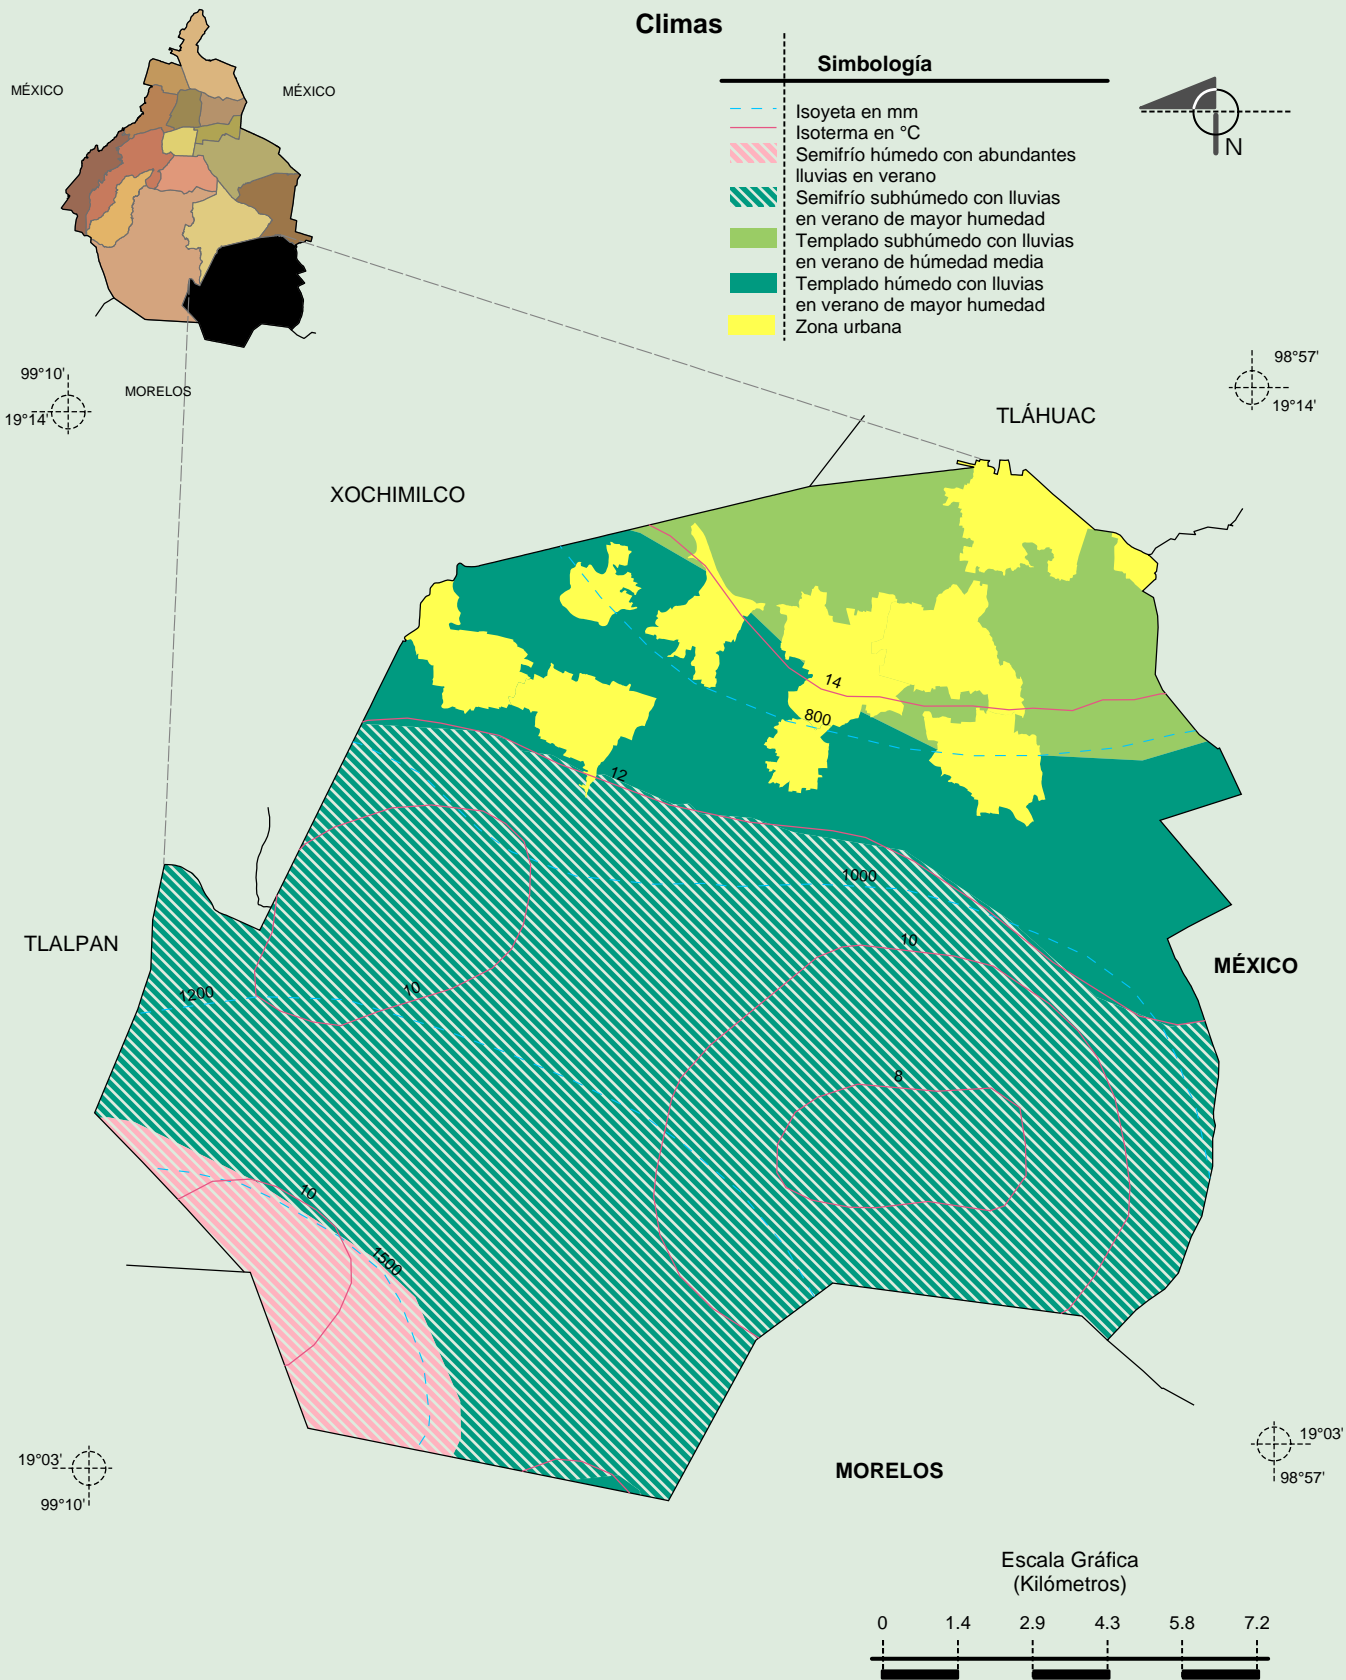 Climas
Simbología
Isoyeta en mm
Isoterma en °C
Semifrío húmedo con abundantes
lluvias en verano
Semifrío subhúmedo con lluvias
en verano de mayor humedad
Templado subhúmedo con lluvias
en verano de húmedad media
Templado húmedo con lluvias
en verano de mayor humedad
Zona urbana
N
MÉXICO
MÉXICO
MORELOS
99°10'
19°14'
98°57'
19°14'
TLÁHUAC
XOCHIMILCO
14
800
12
1000
10
TLALPAN
MÉXICO
1200
10
8
10
1500
MORELOS
19°03'
99°10'
19°03'
98°57'
Escala Gráfica
(Kilómetros)
0 1.4 2.9 4.3 5.8 7.2